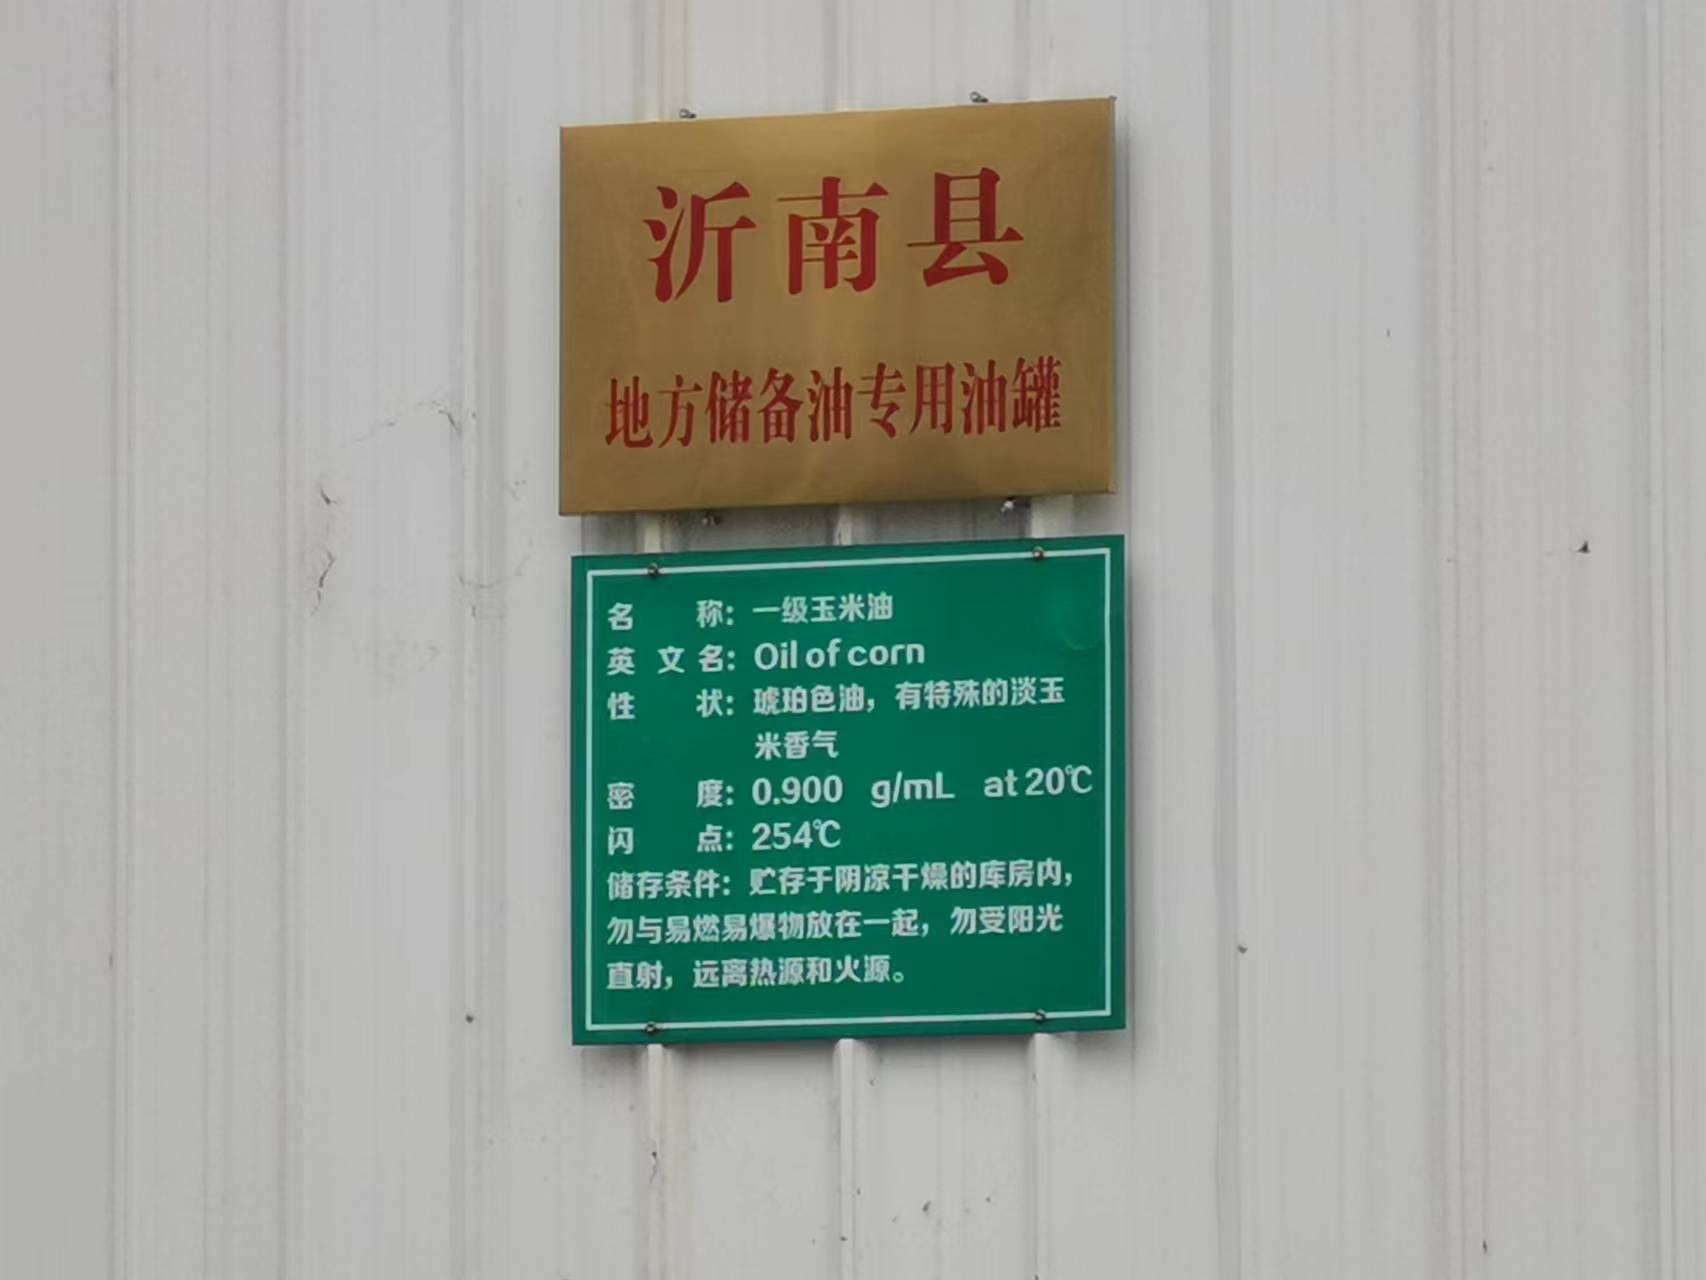 沂南县
地方储备油专用油罐
名 称：一级玉米油
英 文 名：Oil of corn
性 状：琥珀色油，有特殊的淡玉
米香气
密 度：0.900 g/mL at 20℃
闪 点：254℃
储存条件：贮存于阴凉干燥的库房内，
勿与易燃易爆物放在一起，勿受阳光
直射，远离热源和火源。